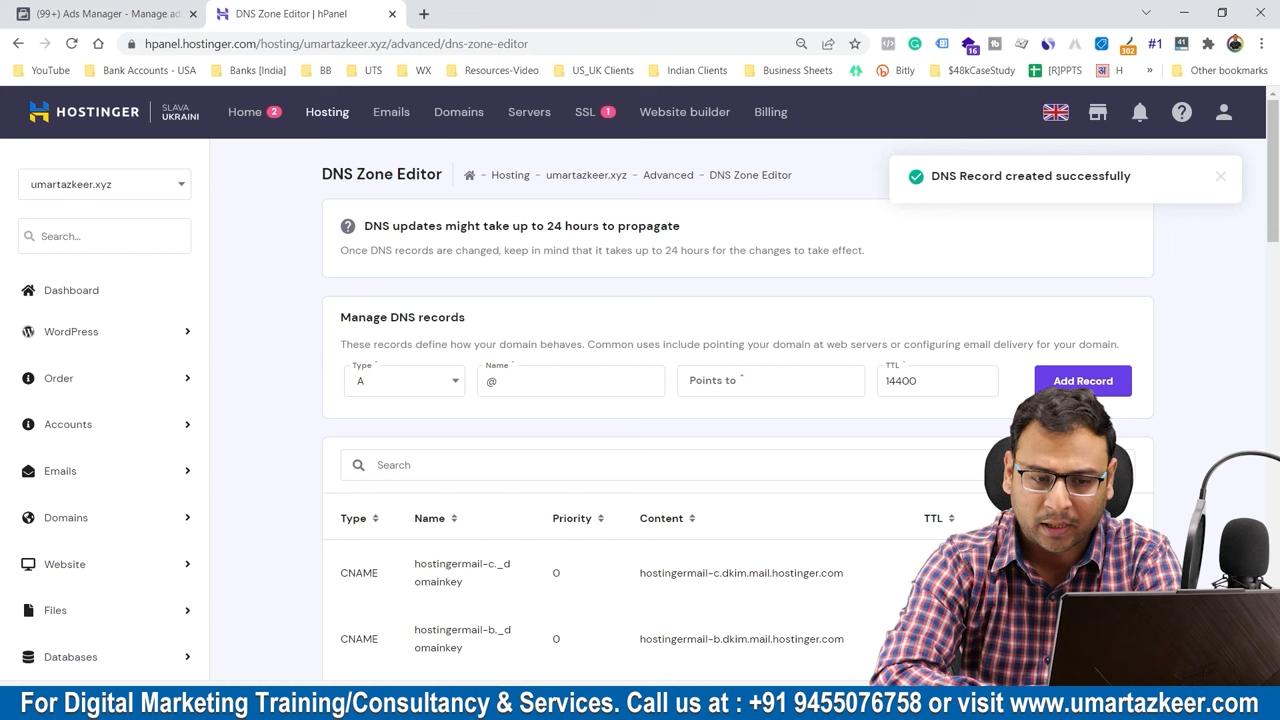 (99+) Ads Manager - Manage ad
DNS Zone Editor | hPanel
hpanel.hostinger.com/hosting/umartazkeer.xyz/advanced/dns-zone-editor
16
302
#1
41
YouTube
Bank Accounts - USA
Banks [India]
BB
UTS
WX
Resources-Video
US_UK Clients
Indian Clients
Business Sheets
Bitly
$48kCaseStudy
[R]PPTS
H
»
Other bookmarks
HOSTINGER
SLAVA
UKRAINI
Home 2
Hosting
Emails
Domains
Servers
SSL 1
Website builder
Billing
umartazkeer.xyz
Search...
Dashboard
WordPress
Order
Accounts
Emails
Domains
Website
Files
Databases
DNS Zone Editor
- Hosting - umartazkeer.xyz - Advanced - DNS Zone Editor
DNS Record created successfully
DNS updates might take up to 24 hours to propagate
Once DNS records are changed, keep in mind that it takes up to 24 hours for the changes to take effect.
Manage DNS records
These records define how your domain behaves. Common uses include pointing your domain at web servers or configuring email delivery for your domain.
Type *
A
Name *
@
Points to *
TTL *
14400
Add Record
Search
Type Name Priority Content TTL
CNAME hostingermail-c._d
omainkey 0 hostingermail-c.dkim.mail.hostinger.com
CNAME hostingermail-b._d
omainkey 0 hostingermail-b.dkim.mail.hostinger.com
For Digital Marketing Training/Consultancy & Services. Call us at : +91 9455076758 or visit www.umartazkeer.com